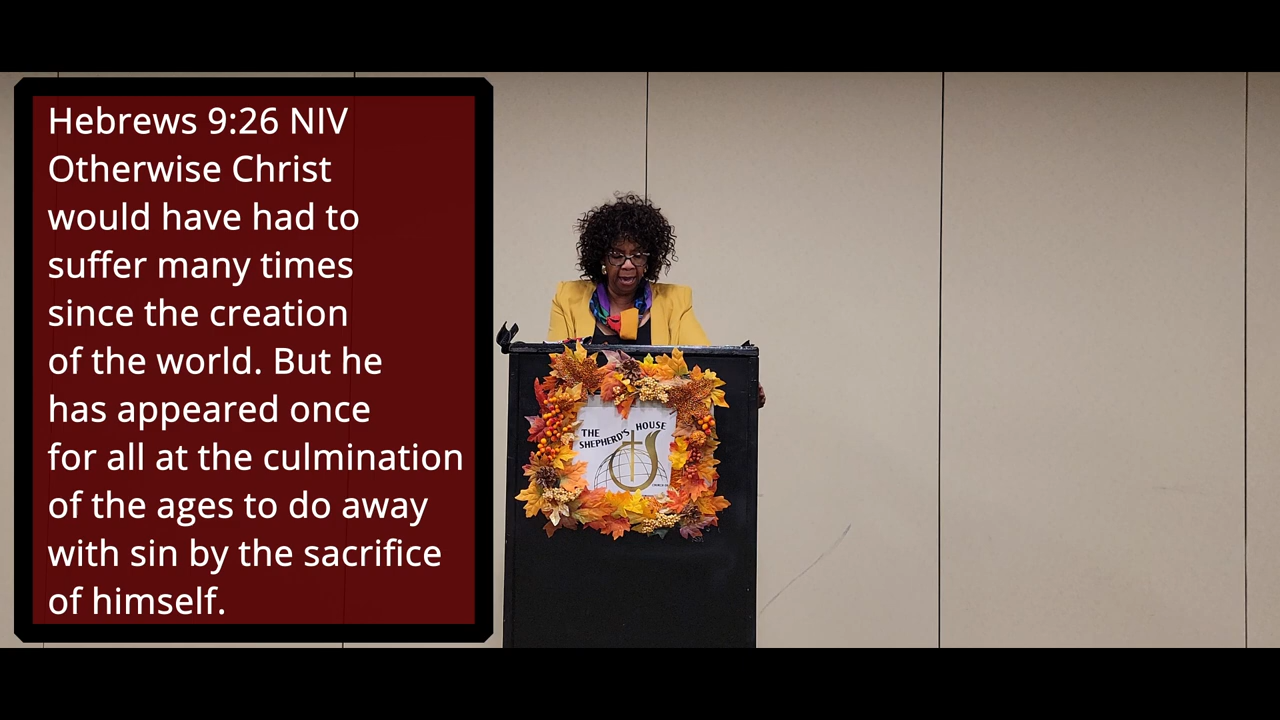 Hebrews 9:26 NIV
Otherwise Christ
would have had to
suffer many times
since the creation
of the world. But he
has appeared once
for all at the culmination
of the ages to do away
with sin by the sacrifice
of himself.
THE
SHEPHERD'S HOUSE